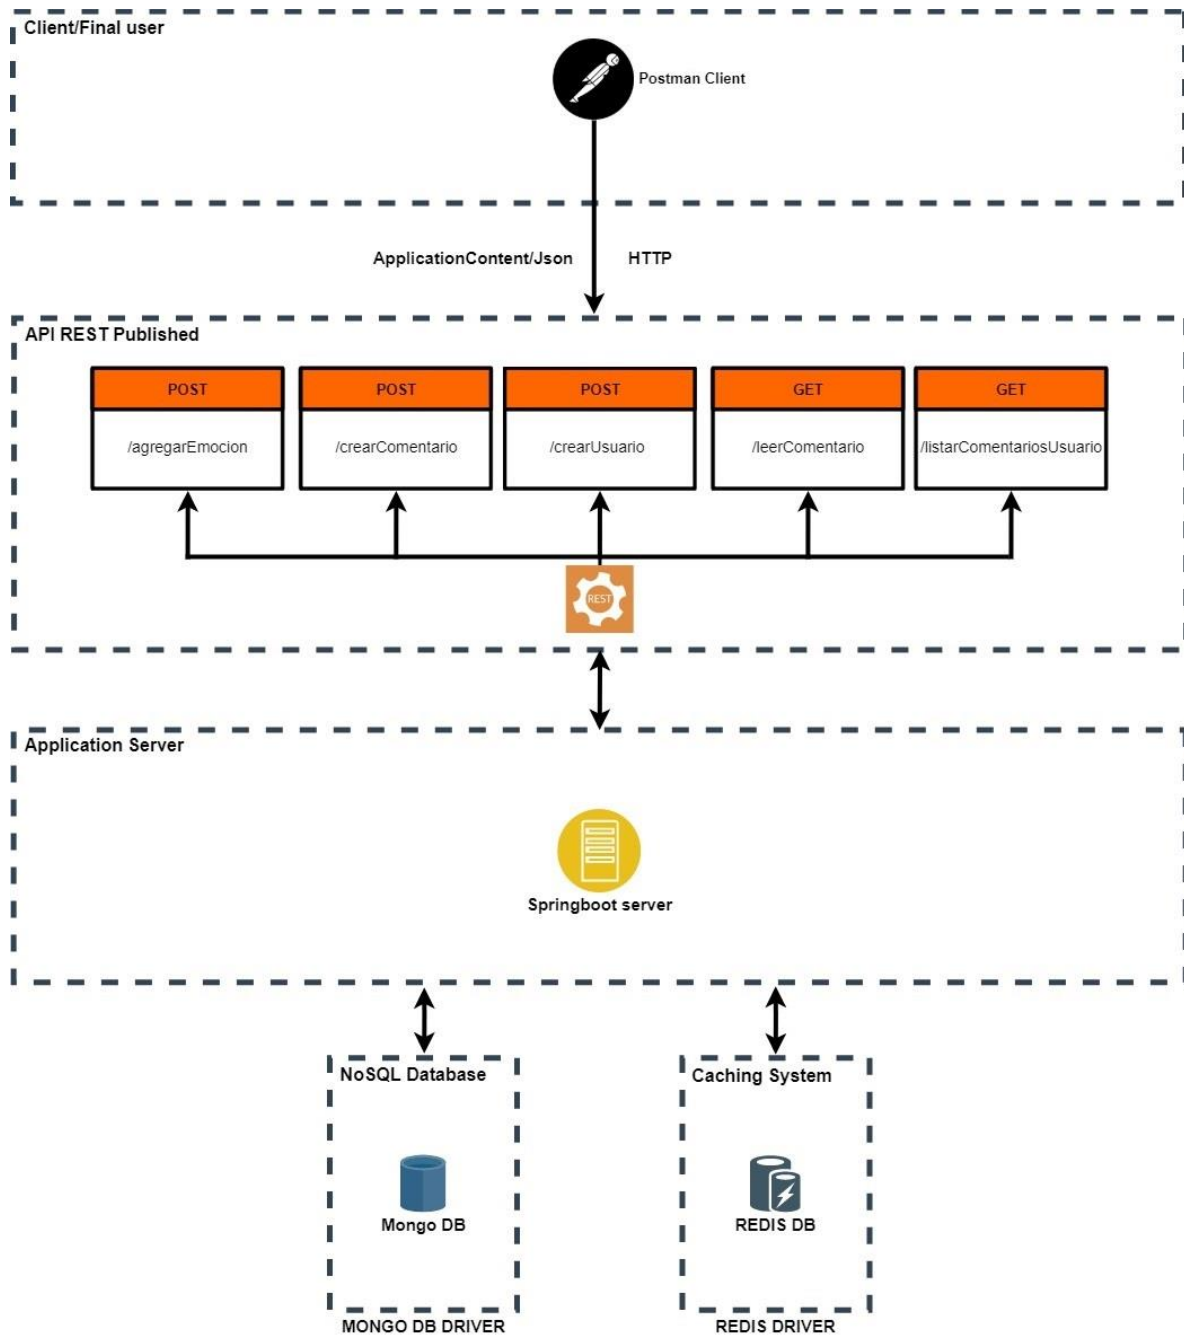 Client/Final user
Postman Client
ApplicationContent/Json HTTP
API REST Published
POST POST POST GET GET
/agregarEmocion /crearComentario /crearUsuario /leerComentario /listarComentariosUsuario
REST
Application Server
Springboot server
NoSQL Database Caching System
Mongo DB REDIS DB
MONGO DB DRIVER REDIS DRIVER